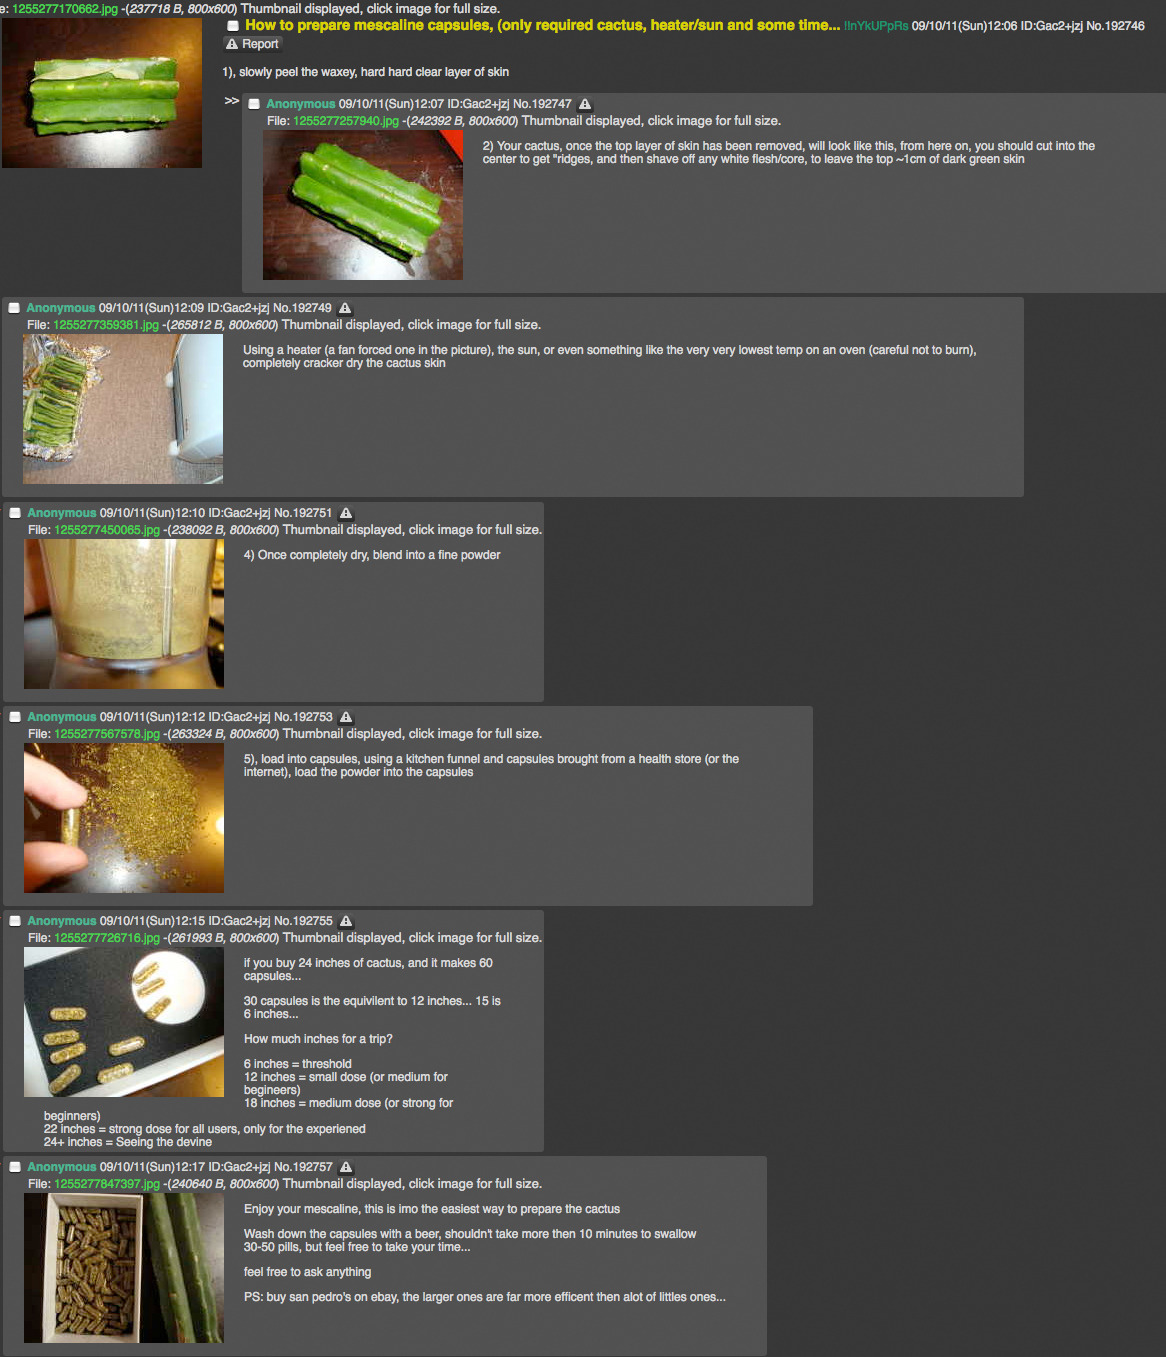 e: 1255277170662.jpg -(237718 B, 800x600) Thumbnail displayed, click image for full size.
How to prepare mescaline capsules, (only required cactus, heater/sun and some time... !!nYkUPpRs 09/10/11(Sun)12:06 ID:Gac2+jzj No.192746
Report
1), slowly peel the waxey, hard hard clear layer of skin
>> Anonymous 09/10/11(Sun)12:07 ID:Gac2+jzj No.192747
File: 1255277257940.jpg -(242392 B, 800x600) Thumbnail displayed, click image for full size.
2) Your cactus, once the top layer of skin has been removed, will look like this, from here on, you should cut into the
center to get "ridges, and then shave off any white flesh/core, to leave the top ~1cm of dark green skin
Anonymous 09/10/11(Sun)12:09 ID:Gac2+jzj No.192749
File: 1255277359381.jpg -(265812 B, 800x600) Thumbnail displayed, click image for full size.
Using a heater (a fan forced one in the picture), the sun, or even something like the very very lowest temp on an oven (careful not to burn),
completely cracker dry the cactus skin
Anonymous 09/10/11(Sun)12:10 ID:Gac2+jzj No.192751
File: 1255277450065.jpg -(238092 B, 800x600) Thumbnail displayed, click image for full size.
4) Once completely dry, blend into a fine powder
Anonymous 09/10/11(Sun)12:12 ID:Gac2+jzj No.192753
File: 1255277567578.jpg -(263324 B, 800x600) Thumbnail displayed, click image for full size.
5), load into capsules, using a kitchen funnel and capsules brought from a health store (or the
internet), load the powder into the capsules
Anonymous 09/10/11(Sun)12:15 ID:Gac2+jzj No.192755
File: 1255277726716.jpg -(261993 B, 800x600) Thumbnail displayed, click image for full size.
if you buy 24 inches of cactus, and it makes 60
capsules...
30 capsules is the equivilent to 12 inches... 15 is
6 inches...
How much inches for a trip?
6 inches = threshold
12 inches = small dose (or medium for
begineers)
18 inches = medium dose (or strong for
beginners)
22 inches = strong dose for all users, only for the experiened
24+ inches = Seeing the devine
Anonymous 09/10/11(Sun)12:17 ID:Gac2+jzj No.192757
File: 1255277847397.jpg -(240640 B, 800x600) Thumbnail displayed, click image for full size.
Enjoy your mescaline, this is imo the easiest way to prepare the cactus
Wash down the capsules with a beer, shouldn't take more then 10 minutes to swallow
30-50 pills, but feel free to take your time...
feel free to ask anything
PS: buy san pedro's on ebay, the larger ones are far more efficent then alot of littles ones...